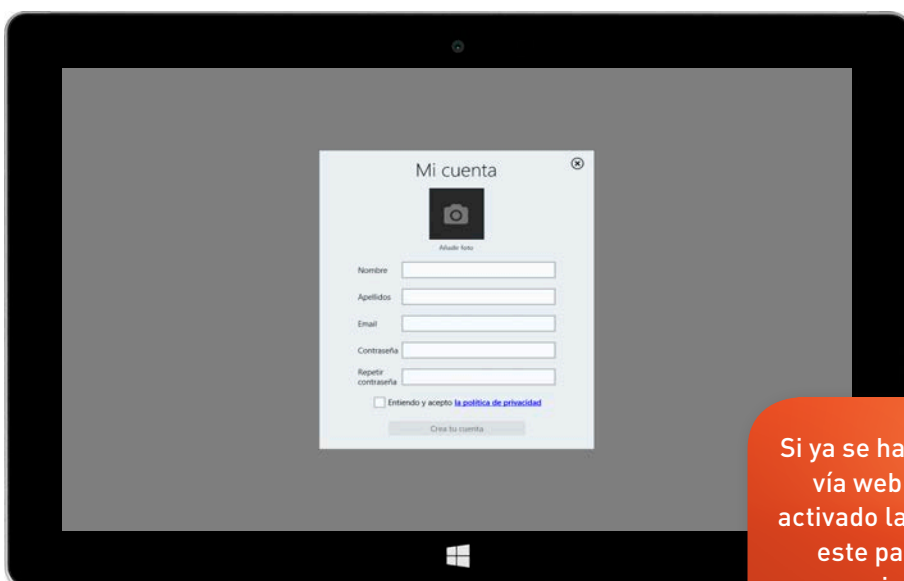 Mi cuenta
Añade foto
Nombre
Apellidos
Email
Contraseña
Repetir
contraseña
Entiendo y acepto la política de privacidad
Crea tu cuenta
Si ya se ha
vía web
activado la
este pa